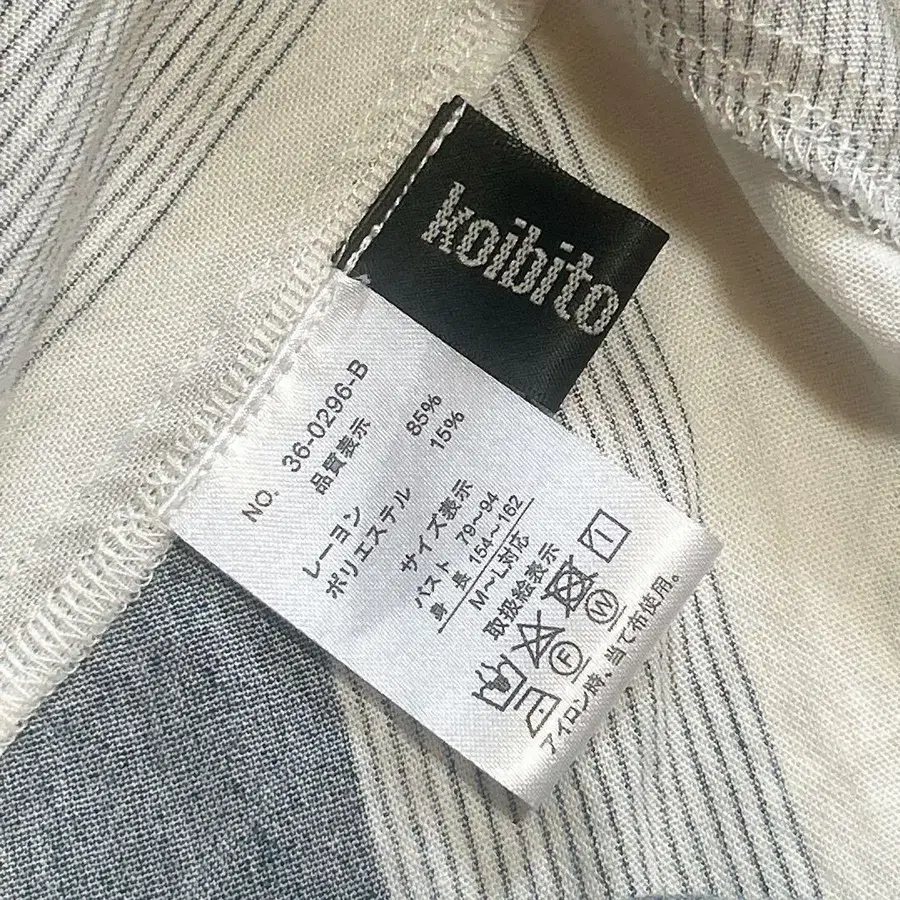 koibito
NO. 36-0296-B
品質表示
レーヨン 85%
ポリエステル 15%
サイズ表示
バスト 79～94
身長 154～162
M～L対応
取扱絵表示
F W
アイロン時、当て布使用。